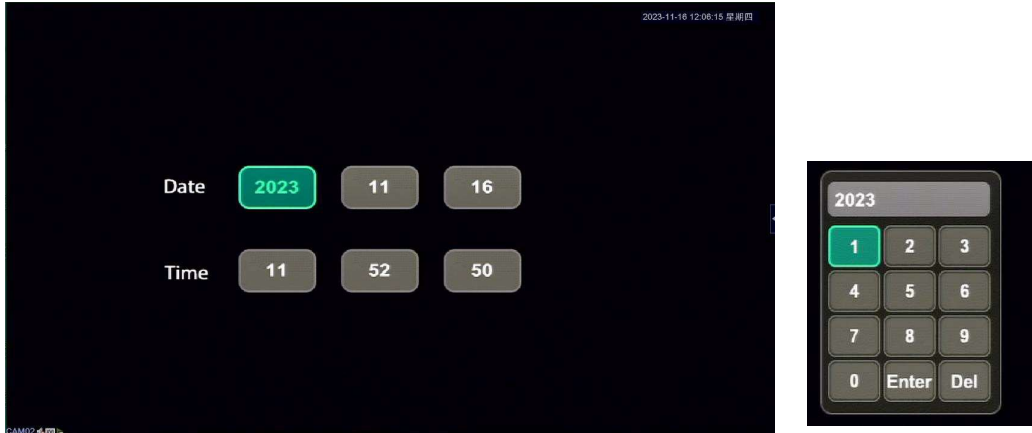 2023-11-16 12:06:15 星期四
Date 2023 11 16
Time 11 52 50
CAM02
2023
1 2 3
4 5 6
7 8 9
0 Enter Del